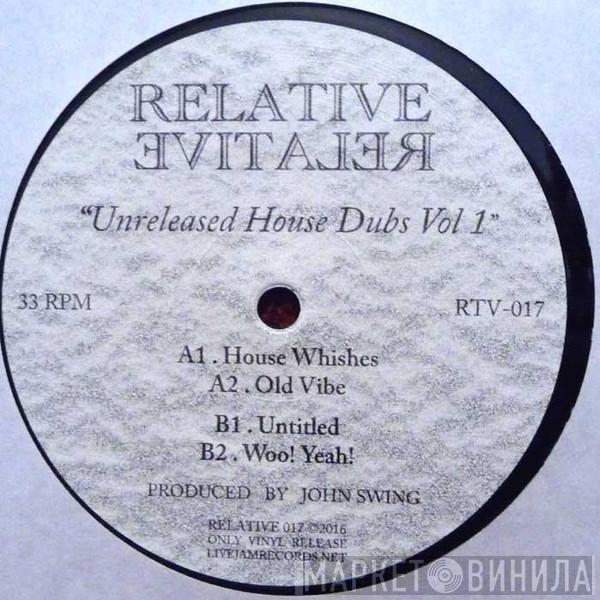 RELATIVE
RELATIVE
"Unreleased House Dubs Vol 1"
33 RPM
RTV-017
A1 . House Whishes
A2 . Old Vibe
B1 . Untitled
B2 . Woo! Yeah!
PRODUCED BY JOHN SWING
RELATIVE 017 ©2016
ONLY VINYL RELEASE
LIVEJAMRECORDS.NET
МАРКЕТ ВИНИЛА